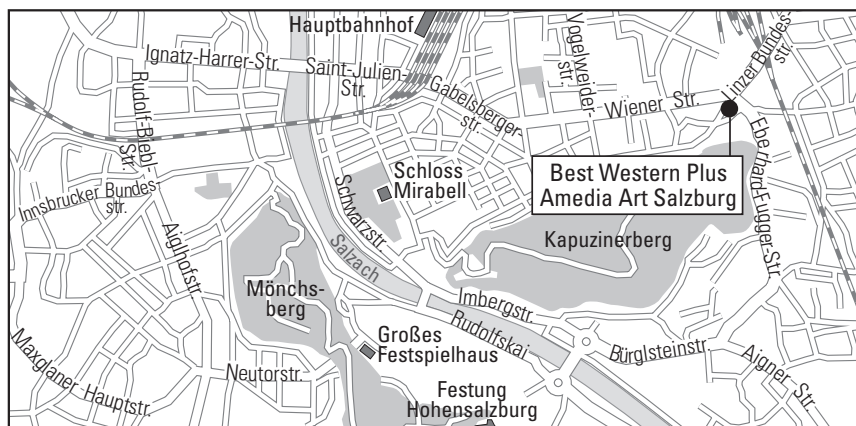 Hauptbahnhof
Ignatz-Harrer-Str.
Saint-Julien-
Str.
Vogelweider-
str.
Linzer Bundes-
str.
Rudolf-Biebl-
Str.
Gabelsberger-
str.
Wiener Str.
Eberhard-Fugger-Str.
Schloss
Mirabell
Best Western Plus
Amedia Art Salzburg
Innsbrucker Bundes-
str.
Schwarzstr.
Aiglhofstr.
Kapuzinerberg
Salzach
Mönchs-
berg
Imbergstr.
Rudolfskai
Großes
Festspielhaus
Bürglsteinstr.
Aigner Str.
Maxglaner-Hauptstr.
Neutorstr.
Festung
Hohensalzburg